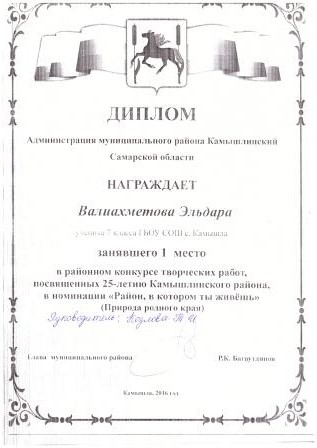 ДИПЛОМ
Администрация муниципального района Камышлинский
Самарской области
НАГРАЖДАЕТ
Валиахметова Эльдара
ученика 7 класса ГБОУ СОШ с. Камышла
занявшего 1 место
в районном конкурсе творческих работ,
посвященных 25-летию Камышлинского района,
в номинации «Район, в котором ты живёшь»
(Природа родного края)
Руководитель: Козлова Т.Н.
Глава муниципального района Р.К. Багаутдинов
Камышла, 2016 год